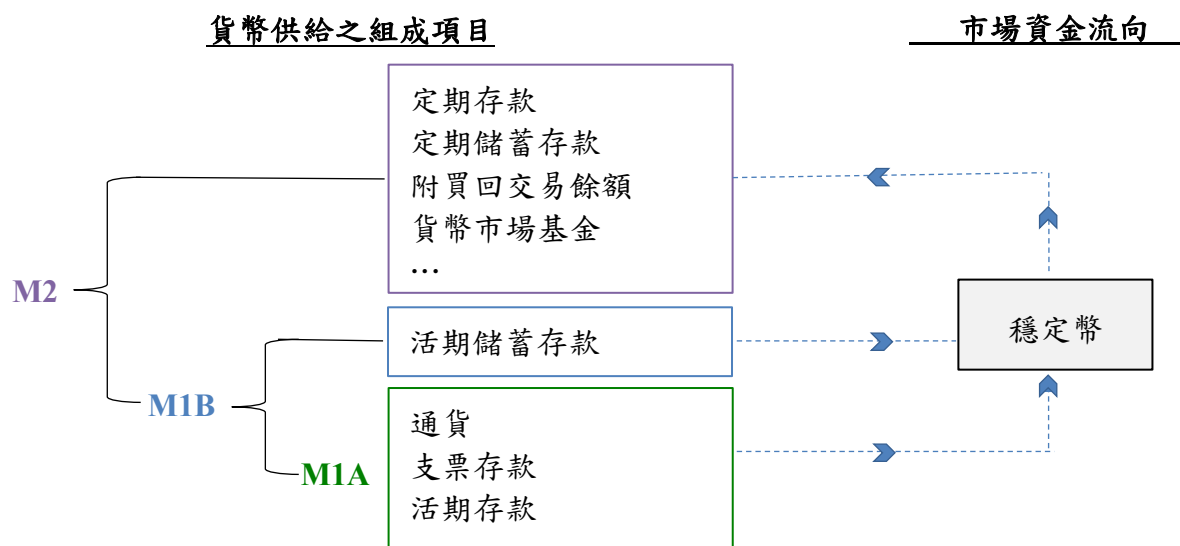 貨幣供給之組成項目
市場資金流向
定期存款
定期儲蓄存款
附買回交易餘額
貨幣市場基金
…
M2
活期儲蓄存款
穩定幣
M1B
通貨
支票存款
活期存款
M1A